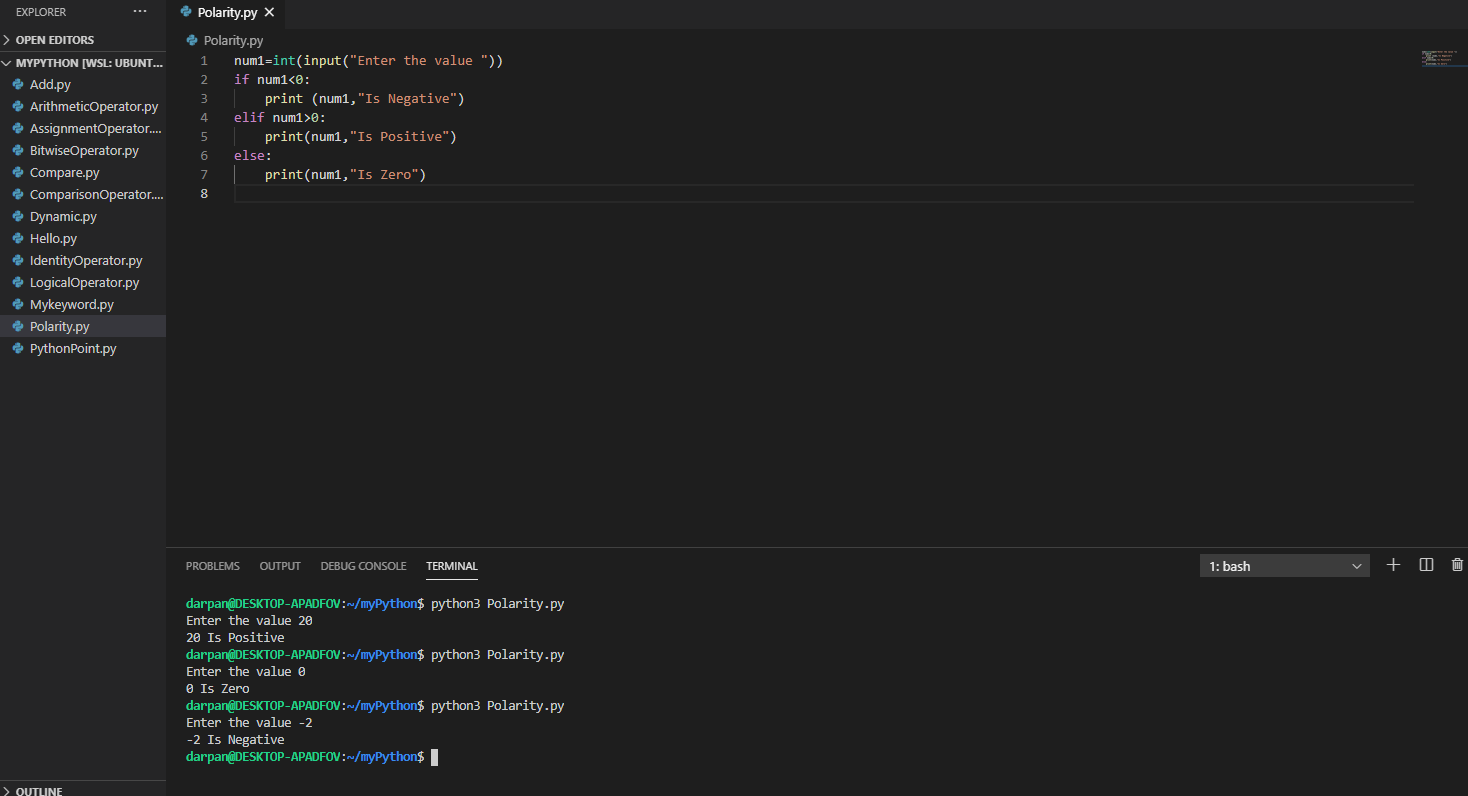 EXPLORER ...
OPEN EDITORS
MYPYTHON [WSL: UBUNT...
Add.py
ArithmeticOperator.py
AssignmentOperator....
BitwiseOperator.py
Compare.py
ComparisonOperator....
Dynamic.py
Hello.py
IdentityOperator.py
LogicalOperator.py
Mykeyword.py
Polarity.py
PythonPoint.py
OUTLINE
Polarity.py
Polarity.py
1 num1=int(input("Enter the value "))
2 if num1<0:
3     print (num1,"Is Negative")
4 elif num1>0:
5     print(num1,"Is Positive")
6 else:
7     print(num1,"Is Zero")
8
PROBLEMS OUTPUT DEBUG CONSOLE TERMINAL 1: bash
darpan@DESKTOP-APADFOV:~/myPython$ python3 Polarity.py
Enter the value 20
20 Is Positive
darpan@DESKTOP-APADFOV:~/myPython$ python3 Polarity.py
Enter the value 0
0 Is Zero
darpan@DESKTOP-APADFOV:~/myPython$ python3 Polarity.py
Enter the value -2
-2 Is Negative
darpan@DESKTOP-APADFOV:~/myPython$